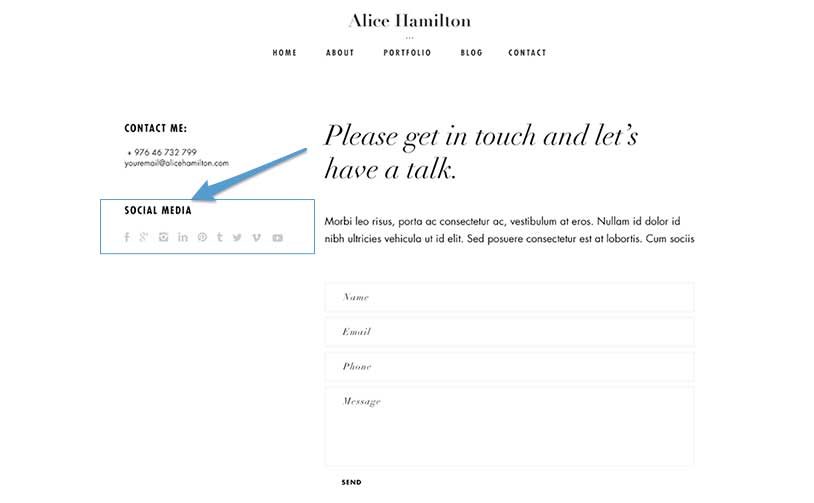 Alice Hamilton
...
HOME ABOUT PORTFOLIO BLOG CONTACT
CONTACT ME:
+ 976 46 732 799
youremail@alicehamilton.com
SOCIAL MEDIA
Please get in touch and let's
have a talk.
Morbi leo risus, porta ac consectetur ac, vestibulum at eros. Nullam id dolor id
nibh ultricies vehicula ut id elit. Sed posuere consectetur est at lobortis. Cum sociis
Name
Email
Phone
Message
SEND